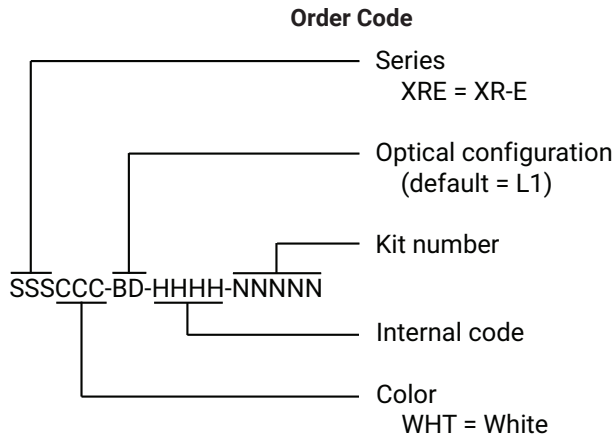 Order Code
Series
XRE = XR-E
Optical configuration
(default = L1)
Kit number
SSSCCC-BD-HHHH-NNNNN
Internal code
Color
WHT = White